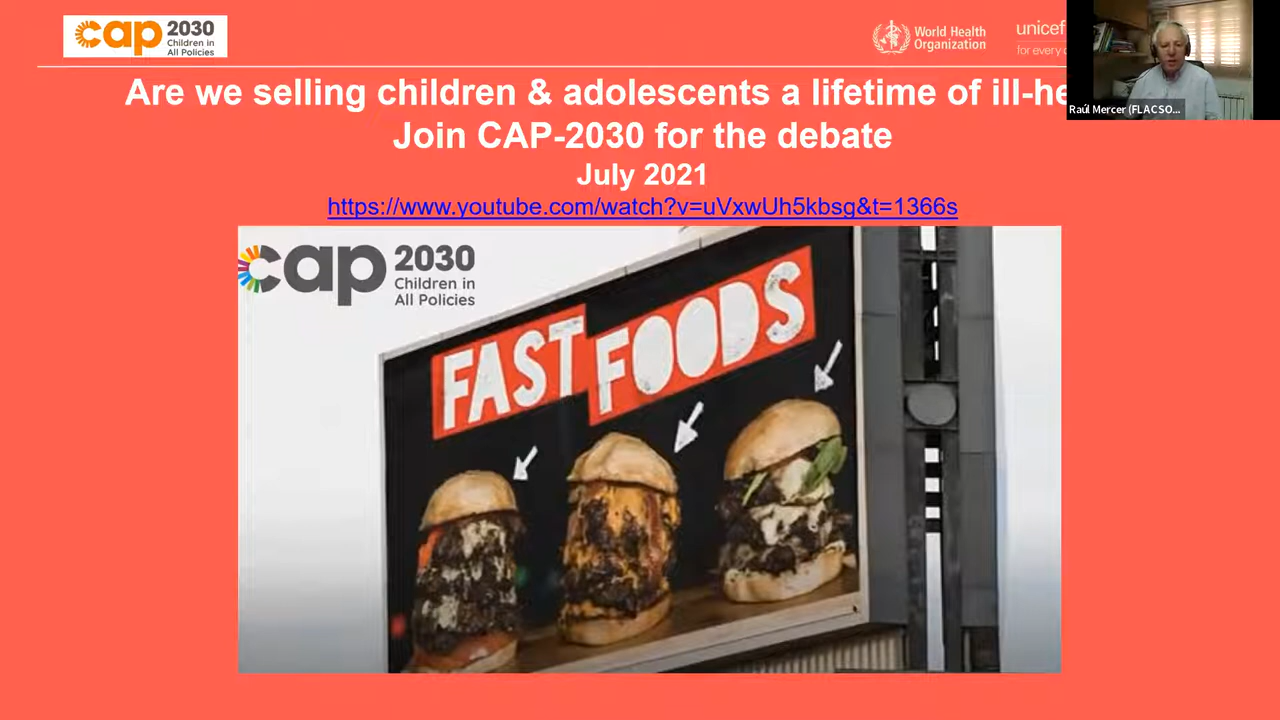 cap 2030
Children in
All Policies
World Health
Organization
unicef
for every
Are we selling children & adolescents a lifetime of
Join CAP-2030 for the debate
July 2021
https://www.youtube.com/watch?v=uVxwUh5kbsg&t=1366s
Raúl Mercer (FLACSO...
cap 2030
Children in
All Policies
FAST FOODS